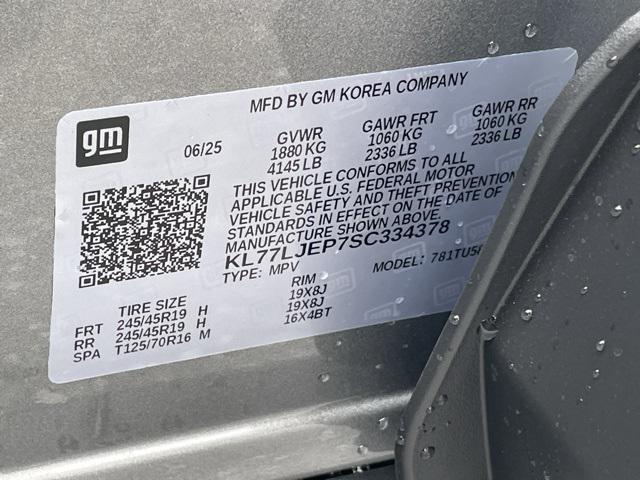 MFD BY GM KOREA COMPANY
gm
06/25
GVWR GAWR FRT GAWR RR
1880 KG 1060 KG 1060 KG
4145 LB 2336 LB 2336 LB
THIS VEHICLE CONFORMS TO ALL
APPLICABLE U.S. FEDERAL MOTOR
VEHICLE SAFETY AND THEFT PREVENTION
STANDARDS IN EFFECT ON THE DATE OF
MANUFACTURE SHOWN ABOVE.
KL77LJEP7SC334378
TYPE: MPV MODEL: 781TU58
TIRE SIZE RIM
FRT 245/45R19 H 19X8J
RR 245/45R19 H 19X8J
SPA T125/70R16 M 16X4BT